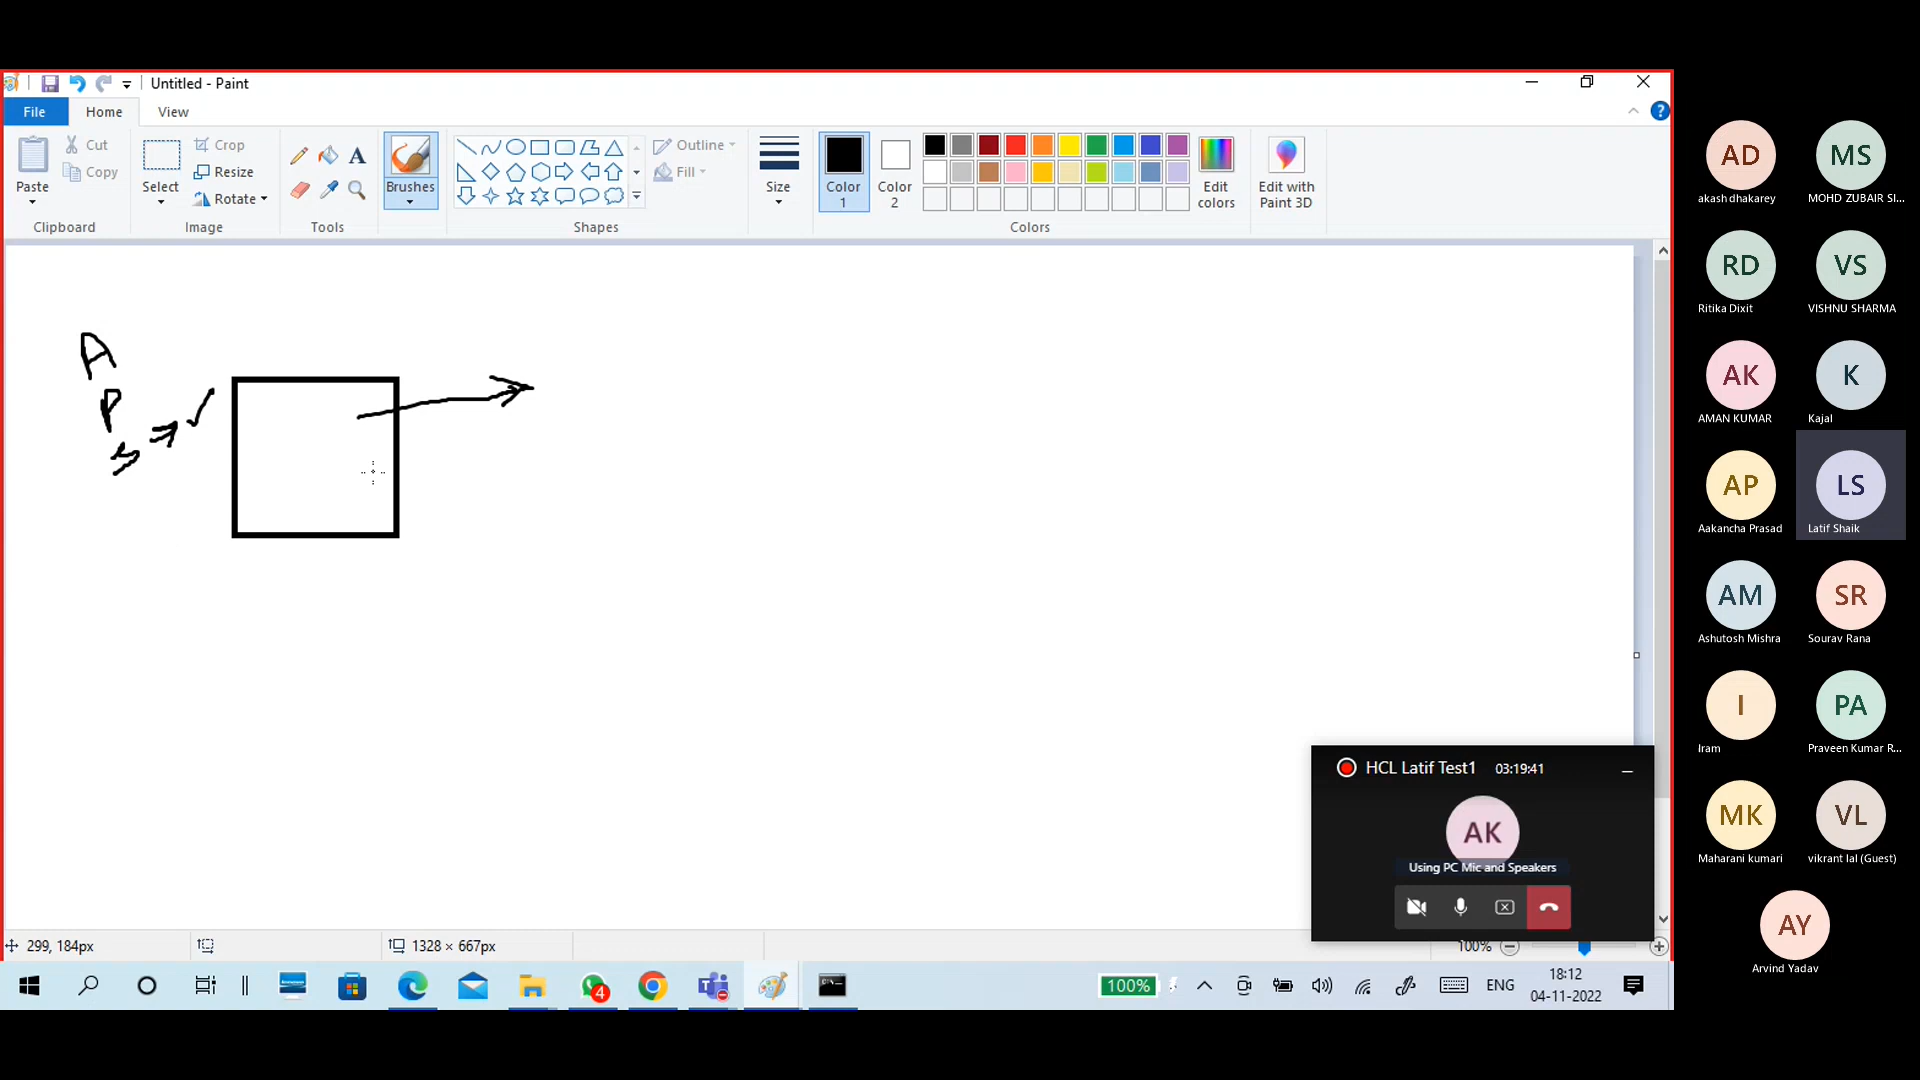 Untitled - Paint
File Home View
Cut
Copy
Paste
Clipboard
Crop
Resize
Rotate
Select
Image
Tools
Brushes
Outline
Fill
Shapes
Size
Color 1
Color 2
Edit colors
Colors
Edit with Paint 3D
A
P
HCL Latif Test1 03:19:41
AK
Using PC Mic and Speakers
299, 184px
1328 × 667px
100%
4
100%
ENG
18:12
04-11-2022
AD MS
akash dhakarey MOHD ZUBAIR SI...
RD VS
Ritika Dixit VISHNU SHARMA
AK K
AMAN KUMAR Kajal
AP LS
Aakancha Prasad Latif Shaik
AM SR
Ashutosh Mishra Sourav Rana
I PA
Iram Praveen Kumar R...
MK VL
Maharani kumari vikrant lal (Guest)
AY
Arvind Yadav